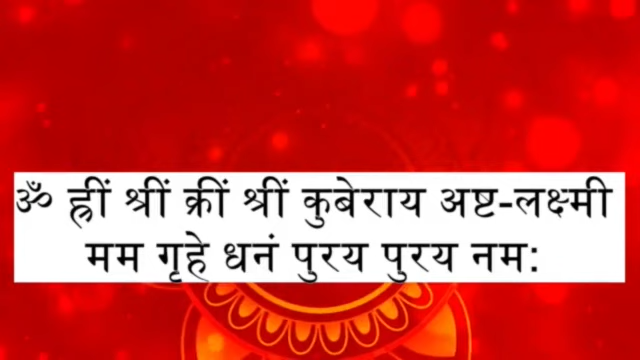 ॐ ह्रीं श्रीं क्रीं श्रीं कुबेराय अष्ट-लक्ष्मी
मम गृहे धनं पुरय पुरय नम: